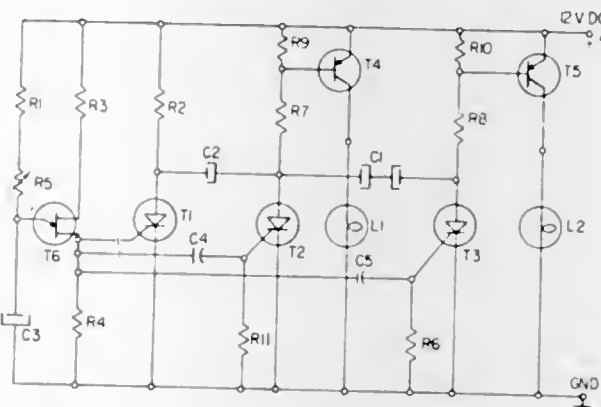 12V DC
+
R9
R10
T4
T5
R1
R3
R2
R7
R8
C2
C1
R5
T1
L1
L2
T6
C4
T2
T3
C5
R4
C3
R11
R6
GND